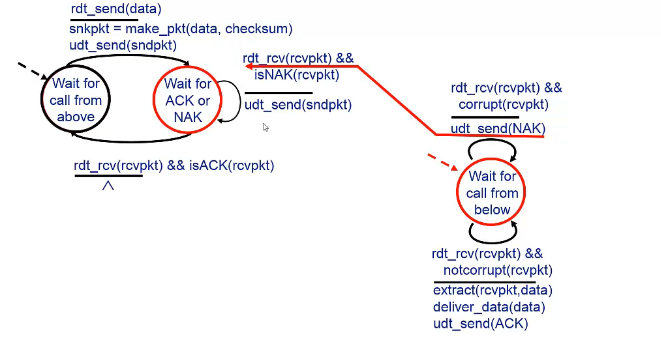 rdt_send(data)
snkpkt = make_pkt(data, checksum)
udt_send(sndpkt)
Wait for
call from
above
Wait for
ACK or
NAK
rdt_rcv(rcvpkt) &&
isNAK(rcvpkt)
udt_send(sndpkt)
rdt_rcv(rcvpkt) && isACK(rcvpkt)
Λ
rdt_rcv(rcvpkt) &&
corrupt(rcvpkt)
udt_send(NAK)
Wait for
call from
below
rdt_rcv(rcvpkt) &&
notcorrupt(rcvpkt)
extract(rcvpkt,data)
deliver_data(data)
udt_send(ACK)